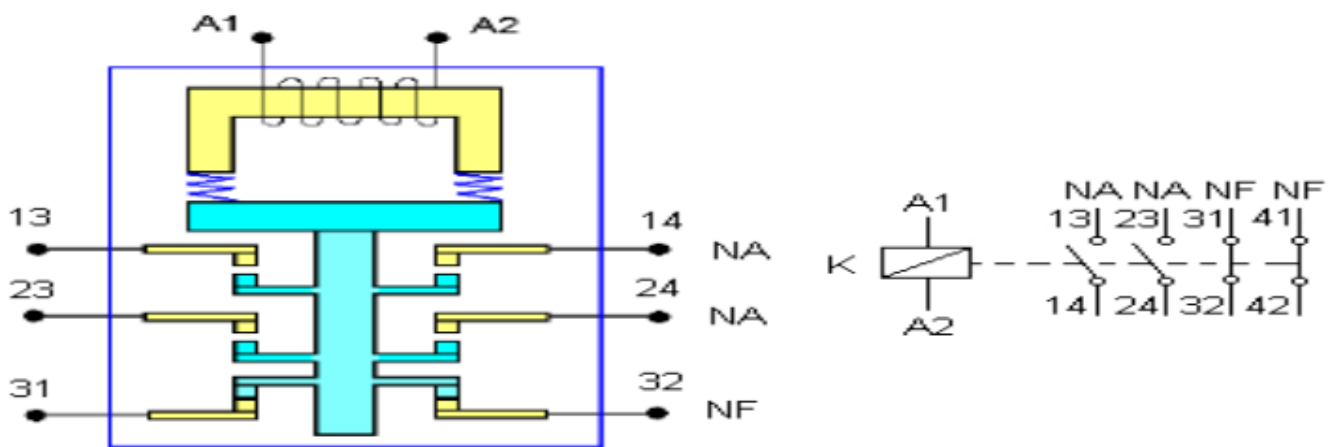 A1 A2
13 14 NA
23 24 NA
31 32 NF
NA NA NF NF
13 23 31 41
A1
K
A2
14 24 32 42